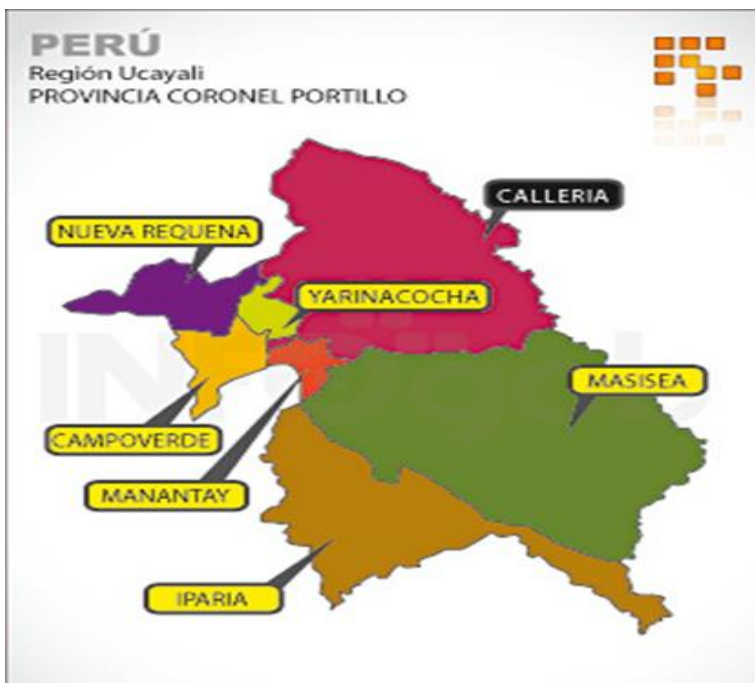 PERÚ
Región Ucayali
PROVINCIA CORONEL PORTILLO
CALLERIA
NUEVA REQUENA
YARINACOCHA
MASISEA
CAMPOVERDE
MANANTAY
IPARIA